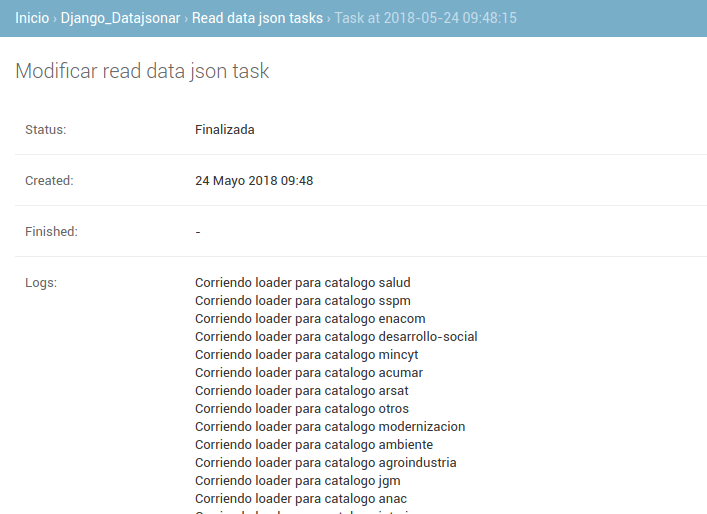 Inicio › Django_Datajsonar › Read data json tasks › Task at 2018-05-24 09:48:15
Modificar read data json task
Status: Finalizada
Created: 24 Mayo 2018 09:48
Finished: -
Logs: Corriendo loader para catalogo salud
Corriendo loader para catalogo sspm
Corriendo loader para catalogo enacom
Corriendo loader para catalogo desarrollo-social
Corriendo loader para catalogo mincyt
Corriendo loader para catalogo acumar
Corriendo loader para catalogo arsat
Corriendo loader para catalogo otros
Corriendo loader para catalogo modernizacion
Corriendo loader para catalogo ambiente
Corriendo loader para catalogo agroindustria
Corriendo loader para catalogo jgm
Corriendo loader para catalogo anac